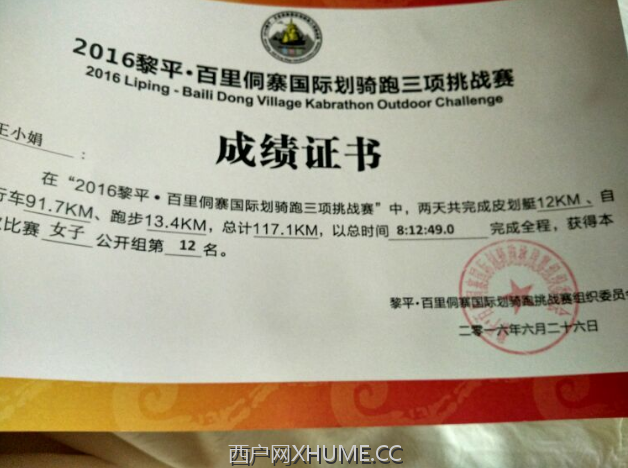 2016黎平·百里侗寨国际划骑跑三项挑战赛
2016 Liping - Baili Dong Village Kabrathon Outdoor Challenge
成绩证书
王小娟:
在“2016黎平·百里侗寨国际划骑跑三项挑战赛”中,两天共完成皮划艇12KM、自
行车91.7KM、跑步13.4KM,总计117.1KM,以总时间 8:12:49.0 完成全程,获得本
比赛 女子 公开组第 12 名。
黎平·百里侗寨国际划骑跑挑战赛组织委员会
二零一六年六月二十六日
西户网XHUME.CC